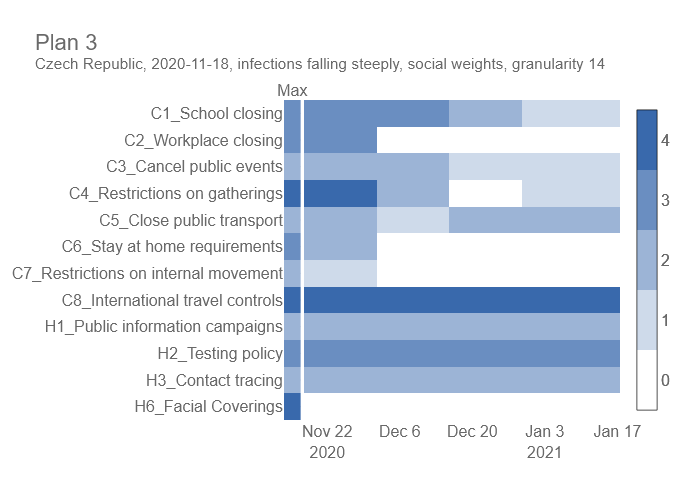 Plan 3
Czech Republic, 2020-11-18, infections falling steeply, social weights, granularity 14
Max
C1_School closing
C2_Workplace closing
C3_Cancel public events
C4_Restrictions on gatherings
C5_Close public transport
C6_Stay at home requirements
C7_Restrictions on internal movement
C8_International travel controls
H1_Public information campaigns
H2_Testing policy
H3_Contact tracing
H6_Facial Coverings
4
3
2
1
0
Nov 22 Dec 6 Dec 20 Jan 3 Jan 17
2020 2021